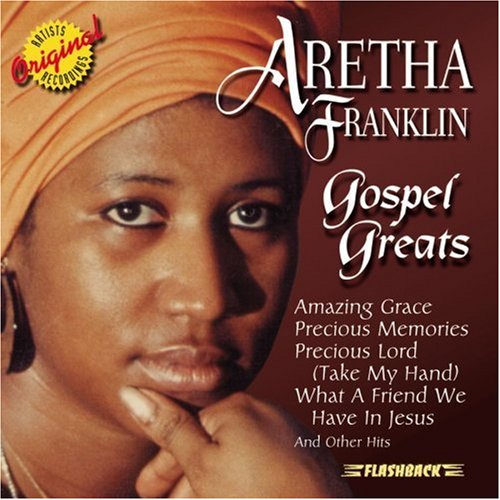 ARTISTS
Original
RECORDINGS
ARETHA
FRANKLIN
Gospel
Greats
Amazing Grace
Precious Memories
Precious Lord
(Take My Hand)
What A Friend We
Have In Jesus
And Other Hits
FLASHBACK